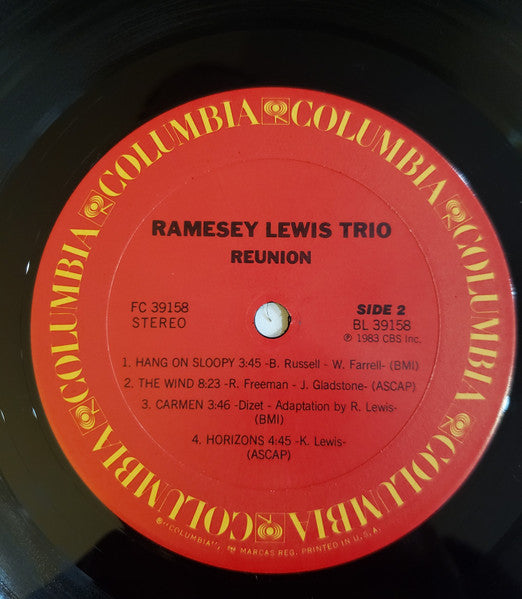 COLUMBIA COLUMBIA COLUMBIA COLUMBIA COLUMBIA COLUMBIA
RAMESEY LEWIS TRIO
REUNION
FC 39158
STEREO
SIDE 2
BL 39158
℗ 1983 CBS Inc.
1. HANG ON SLOOPY 3:45 -B. Russell - W. Farrell- (BMI)
2. THE WIND 8:23 -R. Freeman - J. Gladstone- (ASCAP)
3. CARMEN 3:46 -Dizet - Adaptation by R. Lewis-
(BMI)
4. HORIZONS 4:45 -K. Lewis-
(ASCAP)
"COLUMBIA", MARCAS REG. PRINTED IN U.S.A.